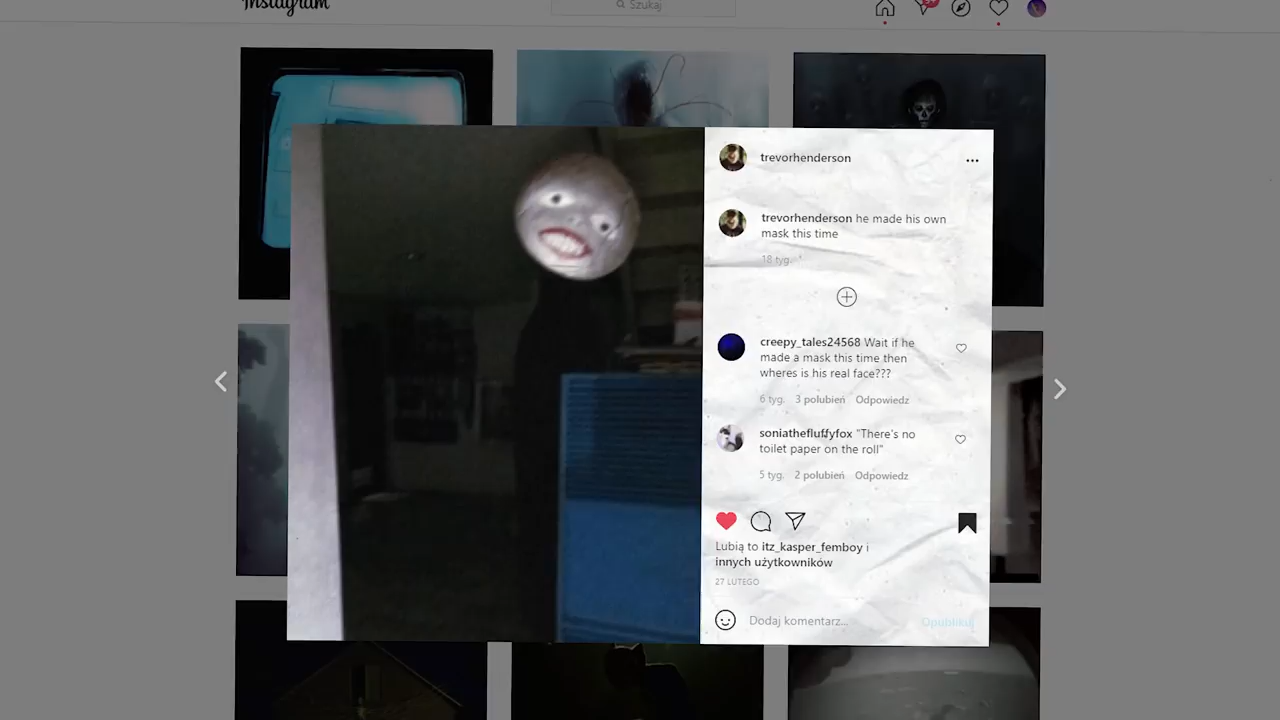 Instagram
Szukaj
trevorhenderson
trevorhenderson he made his own
mask this time
18 tyg.
creepy_tales24568 Wait if he
made a mask this time then
wheres is his real face???
6 tyg. 3 polubień Odpowiedz
soniathefluffyfox "There's no
toilet paper on the roll"
5 tyg. 2 polubień Odpowiedz
Lubią to itz_kasper_femboy i
innych użytkowników
27 LUTEGO
Dodaj komentarz...
Opublikuj